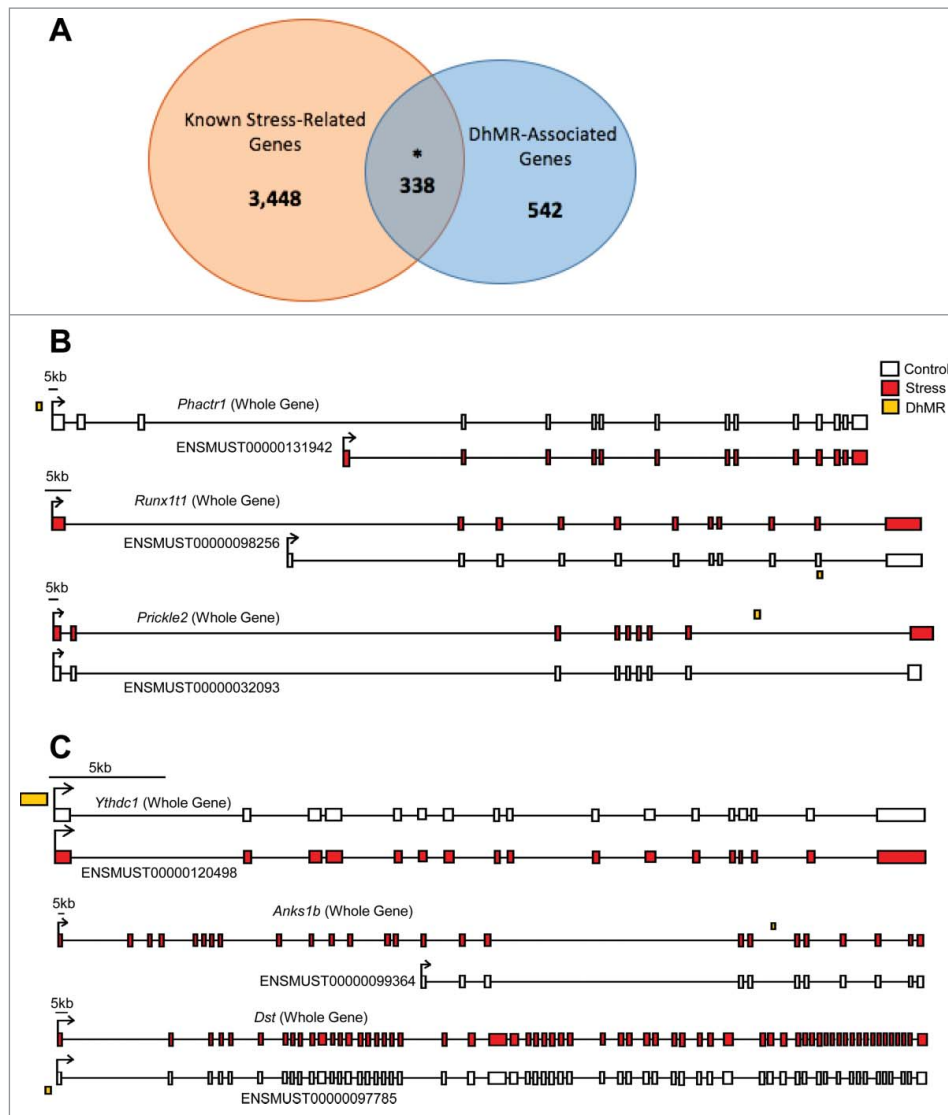 A
Known Stress-Related
Genes
3,448
*
338
DhMR-Associated
Genes
542
B
5kb
Phactr1 (Whole Gene)
ENSMUST00000131942
Control
Stress
DhMR
5kb
Runx1t1 (Whole Gene)
ENSMUST00000098256
5kb
Prickle2 (Whole Gene)
ENSMUST00000032093
C
5kb
Ythdc1 (Whole Gene)
ENSMUST00000120498
5kb
Anks1b (Whole Gene)
ENSMUST00000099364
5kb
Dst (Whole Gene)
ENSMUST00000097785